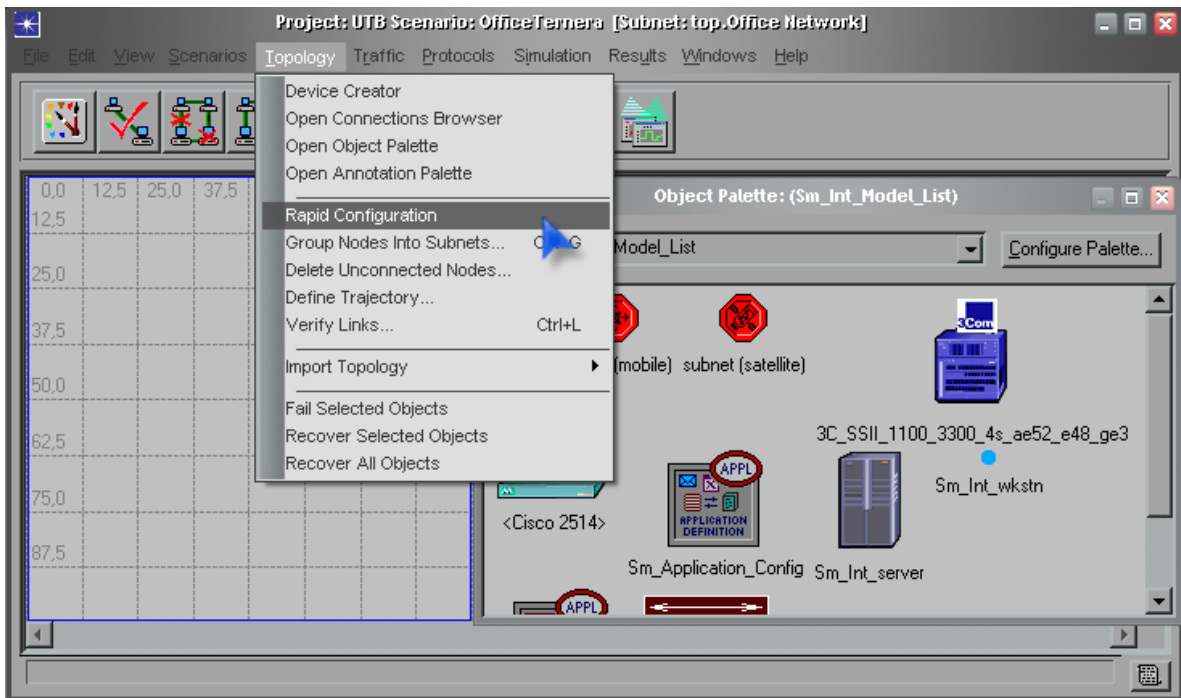 Project: UTB Scenario: OfficeTernera [Subnet: top.Office Network]
File Edit View Scenarios Topology Traffic Protocols Simulation Results Windows Help
Device Creator
Open Connections Browser
Open Object Palette
Open Annotation Palette
Rapid Configuration
Group Nodes Into Subnets...
Delete Unconnected Nodes...
Define Trajectory...
Verify Links... Ctrl+L
Import Topology
Fail Selected Objects
Recover Selected Objects
Recover All Objects
0,0 12,5 25,0 37,5
12,5
25,0
37,5
50,0
62,5
75,0
87,5
Object Palette: (Sm_Int_Model_List)
Model_List
Configure Palette...
(mobile) subnet (satellite)
3Com
3C_SSII_1100_3300_4s_ae52_e48_ge3
Sm_Int_wkstn
<Cisco 2514>
APPL
APPLICATION
DEFINITION
Sm_Application_Config
Sm_Int_server
APPL